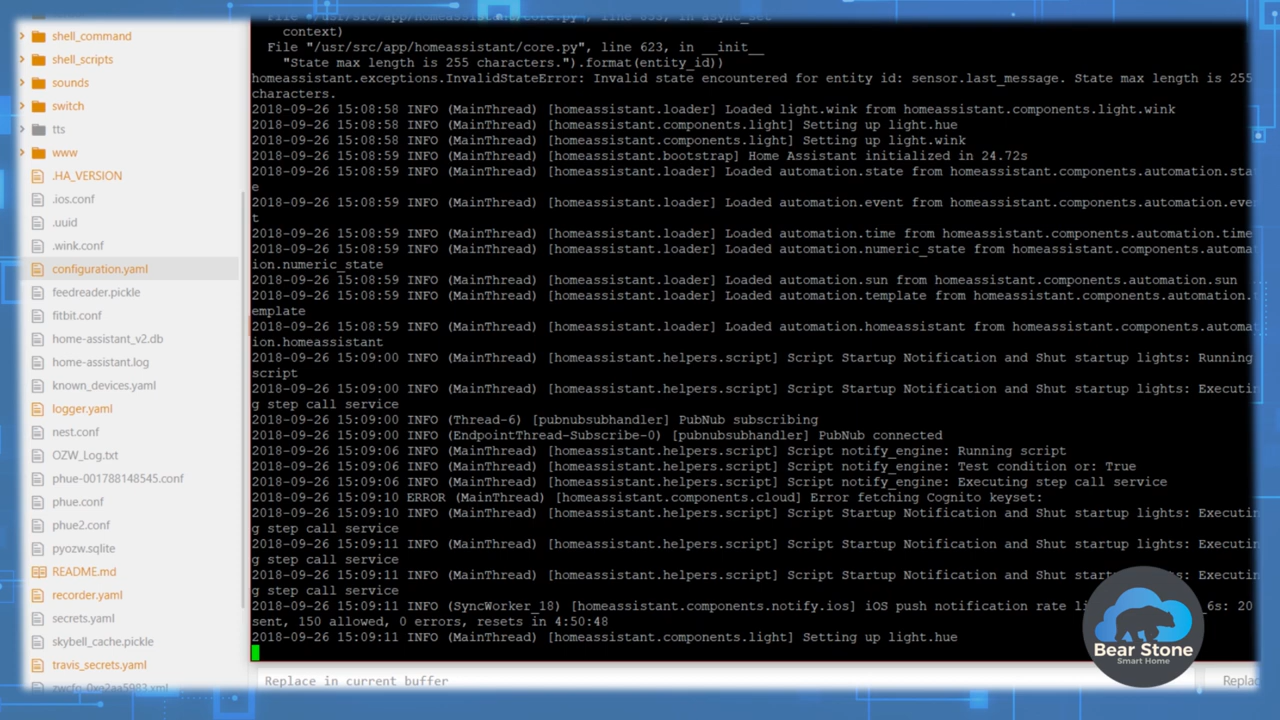 shell_command
shell_scripts
sounds
switch
tts
www
.HA_VERSION
.ios.conf
.uuid
.wink.conf
configuration.yaml
feedreader.pickle
fitbit.conf
home-assistant_v2.db
home-assistant.log
known_devices.yaml
logger.yaml
nest.conf
OZW_Log.txt
phue-001788148545.conf
phue.conf
phue2.conf
pyozw.sqlite
README.md
recorder.yaml
secrets.yaml
skybell_cache.pickle
travis_secrets.yaml
zwcfg_0xe2aa5983.xml
context)
File "/usr/src/app/homeassistant/core.py", line 623, in __init__
"State max length is 255 characters.").format(entity_id))
homeassistant.exceptions.InvalidStateError: Invalid state encountered for entity id: sensor.last_message. State max length is 255
characters.
2018-09-26 15:08:58 INFO (MainThread) [homeassistant.loader] Loaded light.wink from homeassistant.components.light.wink
2018-09-26 15:08:58 INFO (MainThread) [homeassistant.components.light] Setting up light.hue
2018-09-26 15:08:58 INFO (MainThread) [homeassistant.components.light] Setting up light.wink
2018-09-26 15:08:59 INFO (MainThread) [homeassistant.bootstrap] Home Assistant initialized in 24.72s
2018-09-26 15:08:59 INFO (MainThread) [homeassistant.loader] Loaded automation.state from homeassistant.components.automation.stat
e
2018-09-26 15:08:59 INFO (MainThread) [homeassistant.loader] Loaded automation.event from homeassistant.components.automation.even
t
2018-09-26 15:08:59 INFO (MainThread) [homeassistant.loader] Loaded automation.time from homeassistant.components.automation.time
2018-09-26 15:08:59 INFO (MainThread) [homeassistant.loader] Loaded automation.numeric_state from homeassistant.components.automat
ion.numeric_state
2018-09-26 15:08:59 INFO (MainThread) [homeassistant.loader] Loaded automation.sun from homeassistant.components.automation.sun
2018-09-26 15:08:59 INFO (MainThread) [homeassistant.loader] Loaded automation.template from homeassistant.components.automation.t
emplate
2018-09-26 15:08:59 INFO (MainThread) [homeassistant.loader] Loaded automation.homeassistant from homeassistant.components.automat
ion.homeassistant
2018-09-26 15:09:00 INFO (MainThread) [homeassistant.helpers.script] Script Startup Notification and Shut startup lights: Running
script
2018-09-26 15:09:00 INFO (MainThread) [homeassistant.helpers.script] Script Startup Notification and Shut startup lights: Executin
g step call service
2018-09-26 15:09:00 INFO (Thread-6) [pubnubsubhandler] PubNub subscribing
2018-09-26 15:09:00 INFO (EndpointThread-Subscribe-0) [pubnubsubhandler] PubNub connected
2018-09-26 15:09:06 INFO (MainThread) [homeassistant.helpers.script] Script notify_engine: Running script
2018-09-26 15:09:06 INFO (MainThread) [homeassistant.helpers.script] Script notify_engine: Test condition or: True
2018-09-26 15:09:06 INFO (MainThread) [homeassistant.helpers.script] Script notify_engine: Executing step call service
2018-09-26 15:09:10 ERROR (MainThread) [homeassistant.components.cloud] Error fetching Cognito keyset:
2018-09-26 15:09:10 INFO (MainThread) [homeassistant.helpers.script] Script Startup Notification and Shut startup lights: Executin
g step call service
2018-09-26 15:09:11 INFO (MainThread) [homeassistant.helpers.script] Script Startup Notification and Shut startup lights: Executin
g step call service
2018-09-26 15:09:11 INFO (MainThread) [homeassistant.helpers.script] Script Startup Notification and Shut star s: Executin
g step call service
2018-09-26 15:09:11 INFO (SyncWorker_18) [homeassistant.components.notify.ios] iOS push notification rate li _6s: 20
sent, 150 allowed, 0 errors, resets in 4:50:48
2018-09-26 15:09:11 INFO (MainThread) [homeassistant.components.light] Setting up light.hue
Replace in current buffer
Replac
Bear Stone
Smart Home